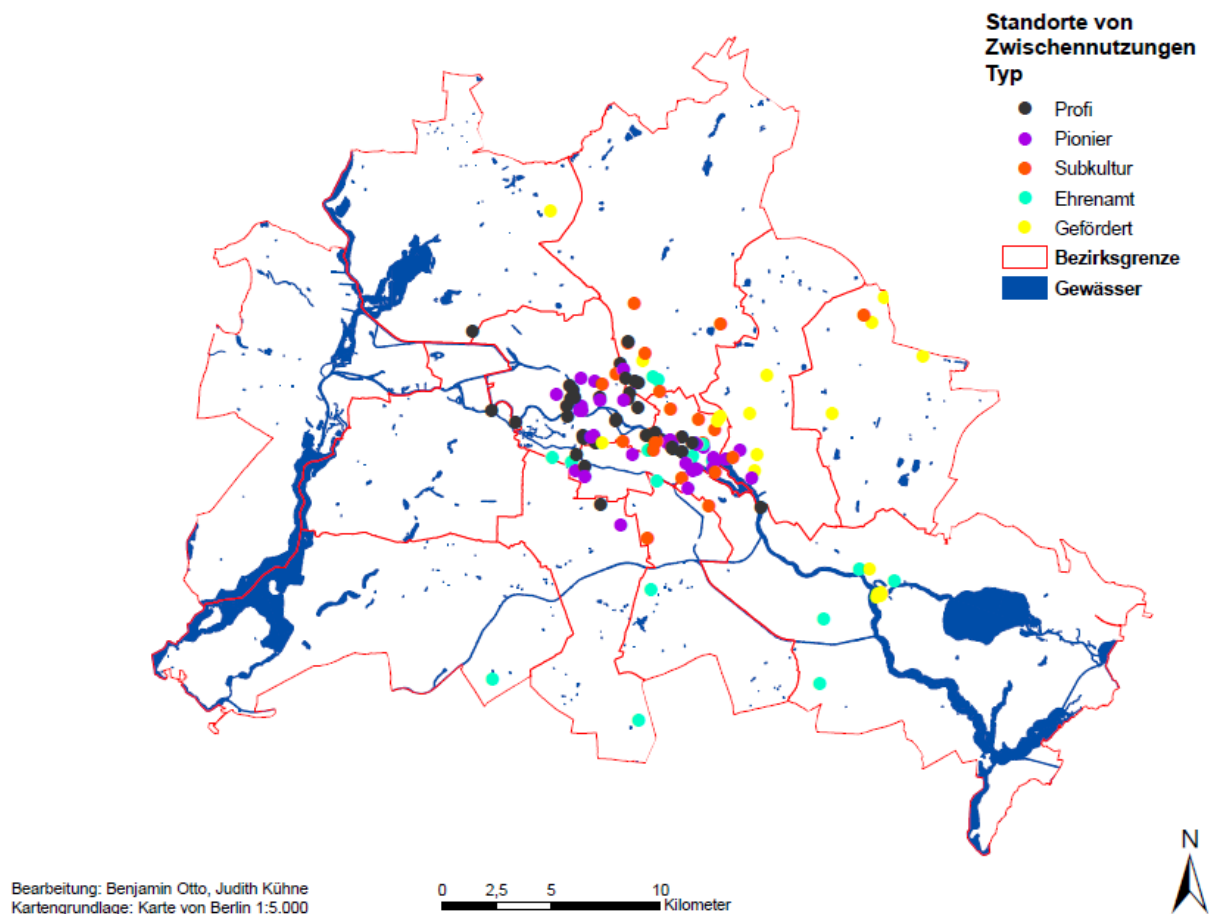 Standorte von
Zwischennutzungen
Typ
Profi
Pionier
Subkultur
Ehrenamt
Gefördert
Bezirksgrenze
Gewässer
N
Bearbeitung: Benjamin Otto, Judith Kühne
Kartengrundlage: Karte von Berlin 1:5.000
0 2,5 5 10
Kilometer